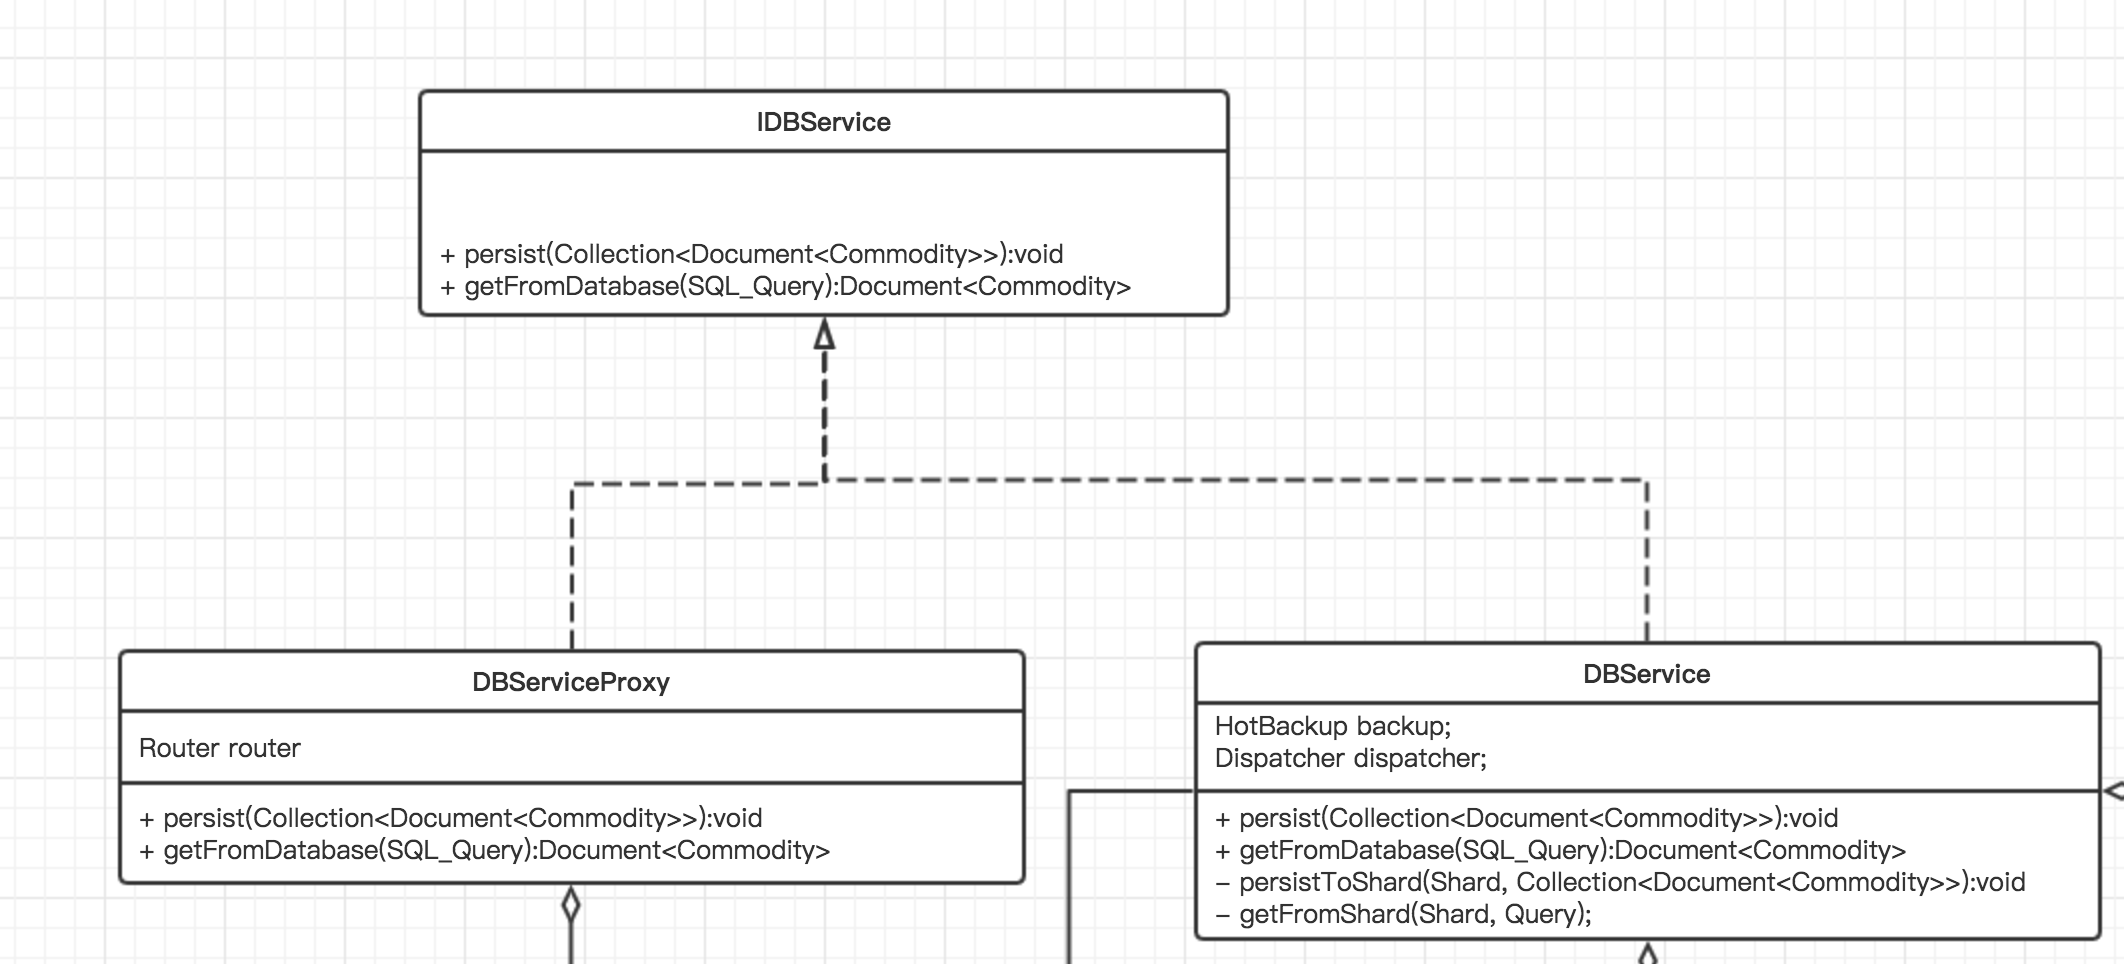 IDBService
+ persist(Collection<Document<Commodity>>):void
+ getFromDatabase(SQL_Query):Document<Commodity>
DBServiceProxy
Router router
+ persist(Collection<Document<Commodity>>):void
+ getFromDatabase(SQL_Query):Document<Commodity>
DBService
HotBackup backup;
Dispatcher dispatcher;
+ persist(Collection<Document<Commodity>>):void
+ getFromDatabase(SQL_Query):Document<Commodity>
– persistToShard(Shard, Collection<Document<Commodity>>):void
– getFromShard(Shard, Query);